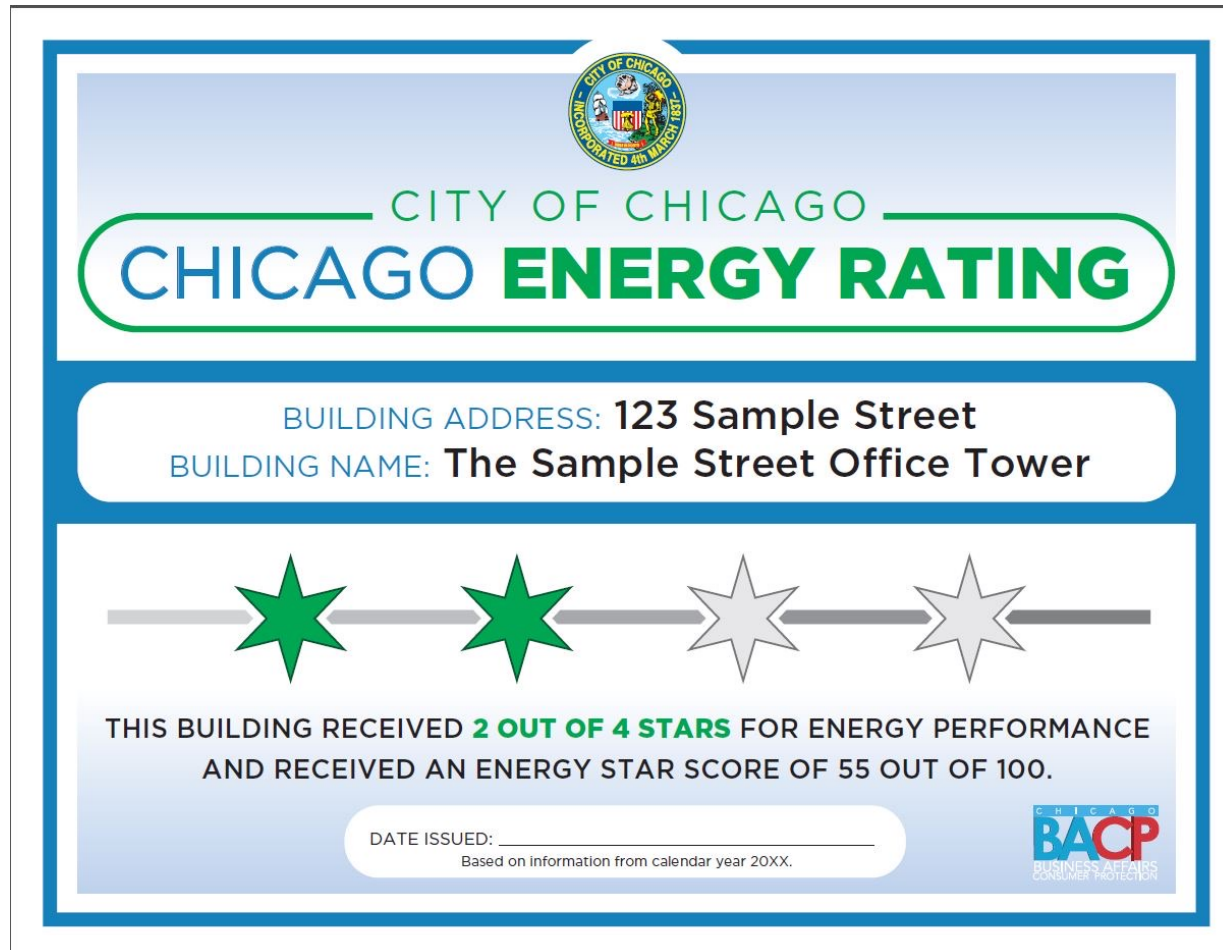 CITY OF CHICAGO
INCORPORATED 4th MARCH 1837
CITY OF CHICAGO
CHICAGO ENERGY RATING
BUILDING ADDRESS: 123 Sample Street
BUILDING NAME: The Sample Street Office Tower
THIS BUILDING RECEIVED 2 OUT OF 4 STARS FOR ENERGY PERFORMANCE
AND RECEIVED AN ENERGY STAR SCORE OF 55 OUT OF 100.
DATE ISSUED:
Based on information from calendar year 20XX.
CHICAGO
BACP
BUSINESS AFFAIRS
CONSUMER PROTECTION